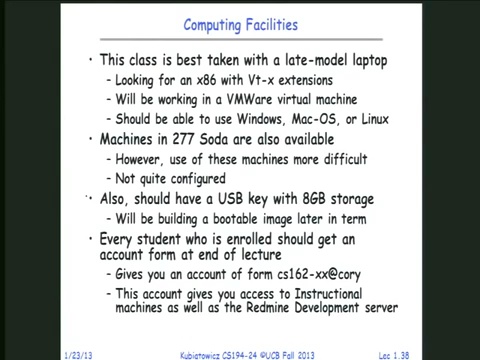 Computing Facilities
• This class is best taken with a late-model laptop
– Looking for an x86 with Vt-x extensions
– Will be working in a VMWare virtual machine
– Should be able to use Windows, Mac-OS, or Linux
• Machines in 277 Soda are also available
– However, use of these machines more difficult
– Not quite configured
• Also, should have a USB key with 8GB storage
– Will be building a bootable image later in term
• Every student who is enrolled should get an
account form at end of lecture
– Gives you an account of form cs162-xx@cory
– This account gives you access to Instructional
machines as well as the Redmine Development server
1/23/13 Kubiatowicz CS194-24 ©UCB Fall 2013 Lec 1.38